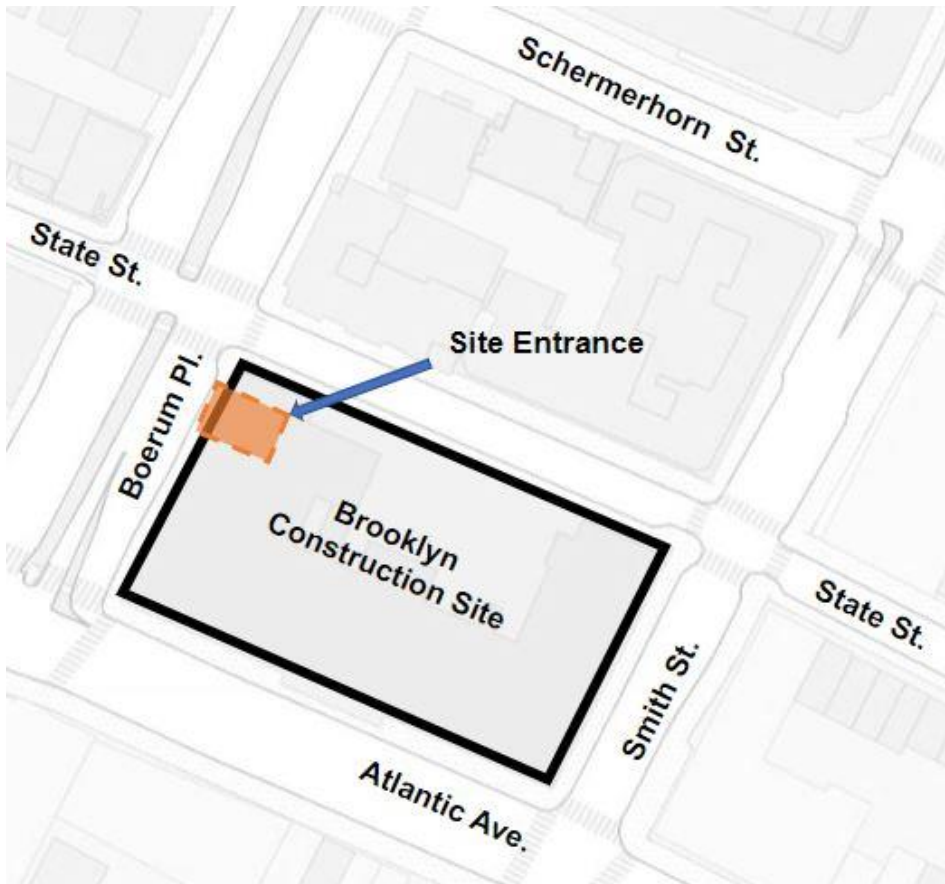 Schermerhorn St.
State St.
Site Entrance
Boerum Pl.
Brooklyn
Construction Site
State St.
Smith St.
Atlantic Ave.